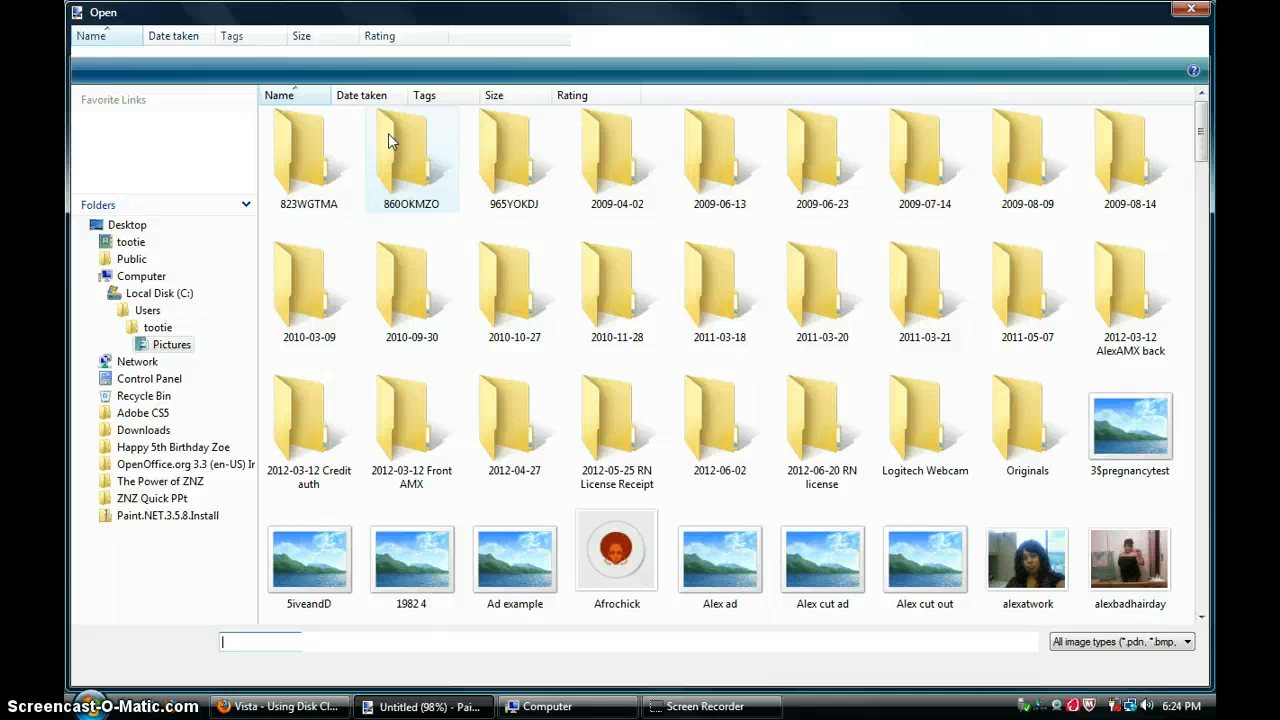 Open
Name Date taken Tags Size Rating
Favorite Links
Name Date taken Tags Size Rating
823WGTMA 860OKMZO 965YOKDJ 2009-04-02 2009-06-13 2009-06-23 2009-07-14 2009-08-09 2009-08-14
Folders
Desktop
tootie
Public
Computer
Local Disk (C:)
Users
tootie
Pictures
Network
Control Panel
Recycle Bin
Adobe CS5
Downloads
Happy 5th Birthday Zoe
OpenOffice.org 3.3 (en-US) In
The Power of ZNZ
ZNZ Quick PPt
Paint.NET.3.5.8.Install
2010-03-09 2010-09-30 2010-10-27 2010-11-28 2011-03-18 2011-03-20 2011-03-21 2011-05-07 2012-03-12
AlexAMX back
2012-03-12 Credit 2012-03-12 Front 2012-04-27 2012-05-25 RN 2012-06-02 2012-06-20 RN Logitech Webcam Originals 3$pregnancytest
auth AMX License Receipt license
5iveandD 1982 4 Ad example Afrochick Alex ad Alex cut ad Alex cut out alexatwork alexbadhairday
All image types (*.pdn, *.bmp,
Screencast-O-Matic.com Vista - Using Disk Cl... Untitled (98%) - Pai... Computer Screen Recorder 6:24 PM